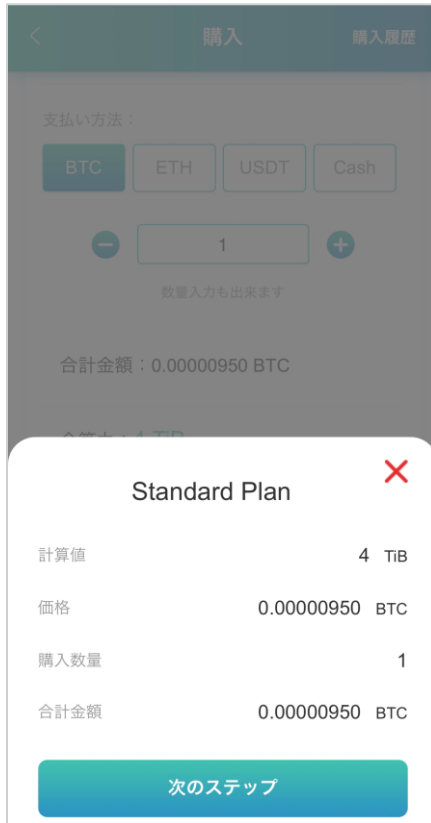 購入
購入履歴
支払い方法：
BTC ETH USDT Cash
1
数量入力も出来ます
合計金額：0.00000950 BTC
4 TiB
Standard Plan
計算値 4 TiB
価格 0.00000950 BTC
購入数量 1
合計金額 0.00000950 BTC
次のステップ